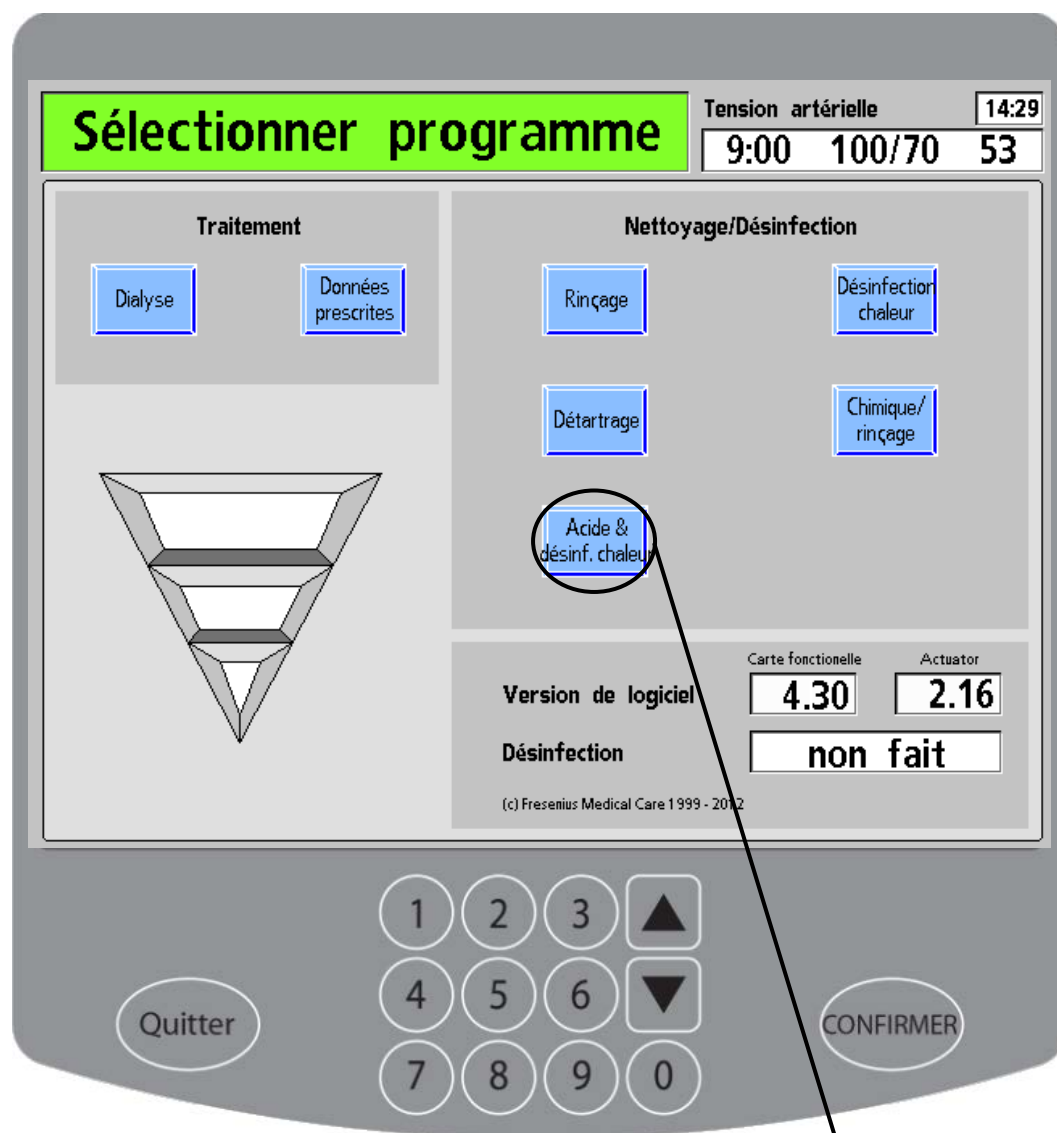 Sélectionner programme
Tension artérielle
14:29
9:00 100/70 53
Traitement
Dialyse
Données
prescrites
Nettoyage/Désinfection
Rinçage
Désinfection
chaleur
Détartrage
Chimique/
rinçage
Acide &
désinf. chaleur
Carte fonctionelle
Actuator
Version de logiciel
4.30
2.16
Désinfection
non fait
(c) Fresenius Medical Care 1999 - 2012
1 2 3
4 5 6
7 8 9 0
Quitter
CONFIRMER